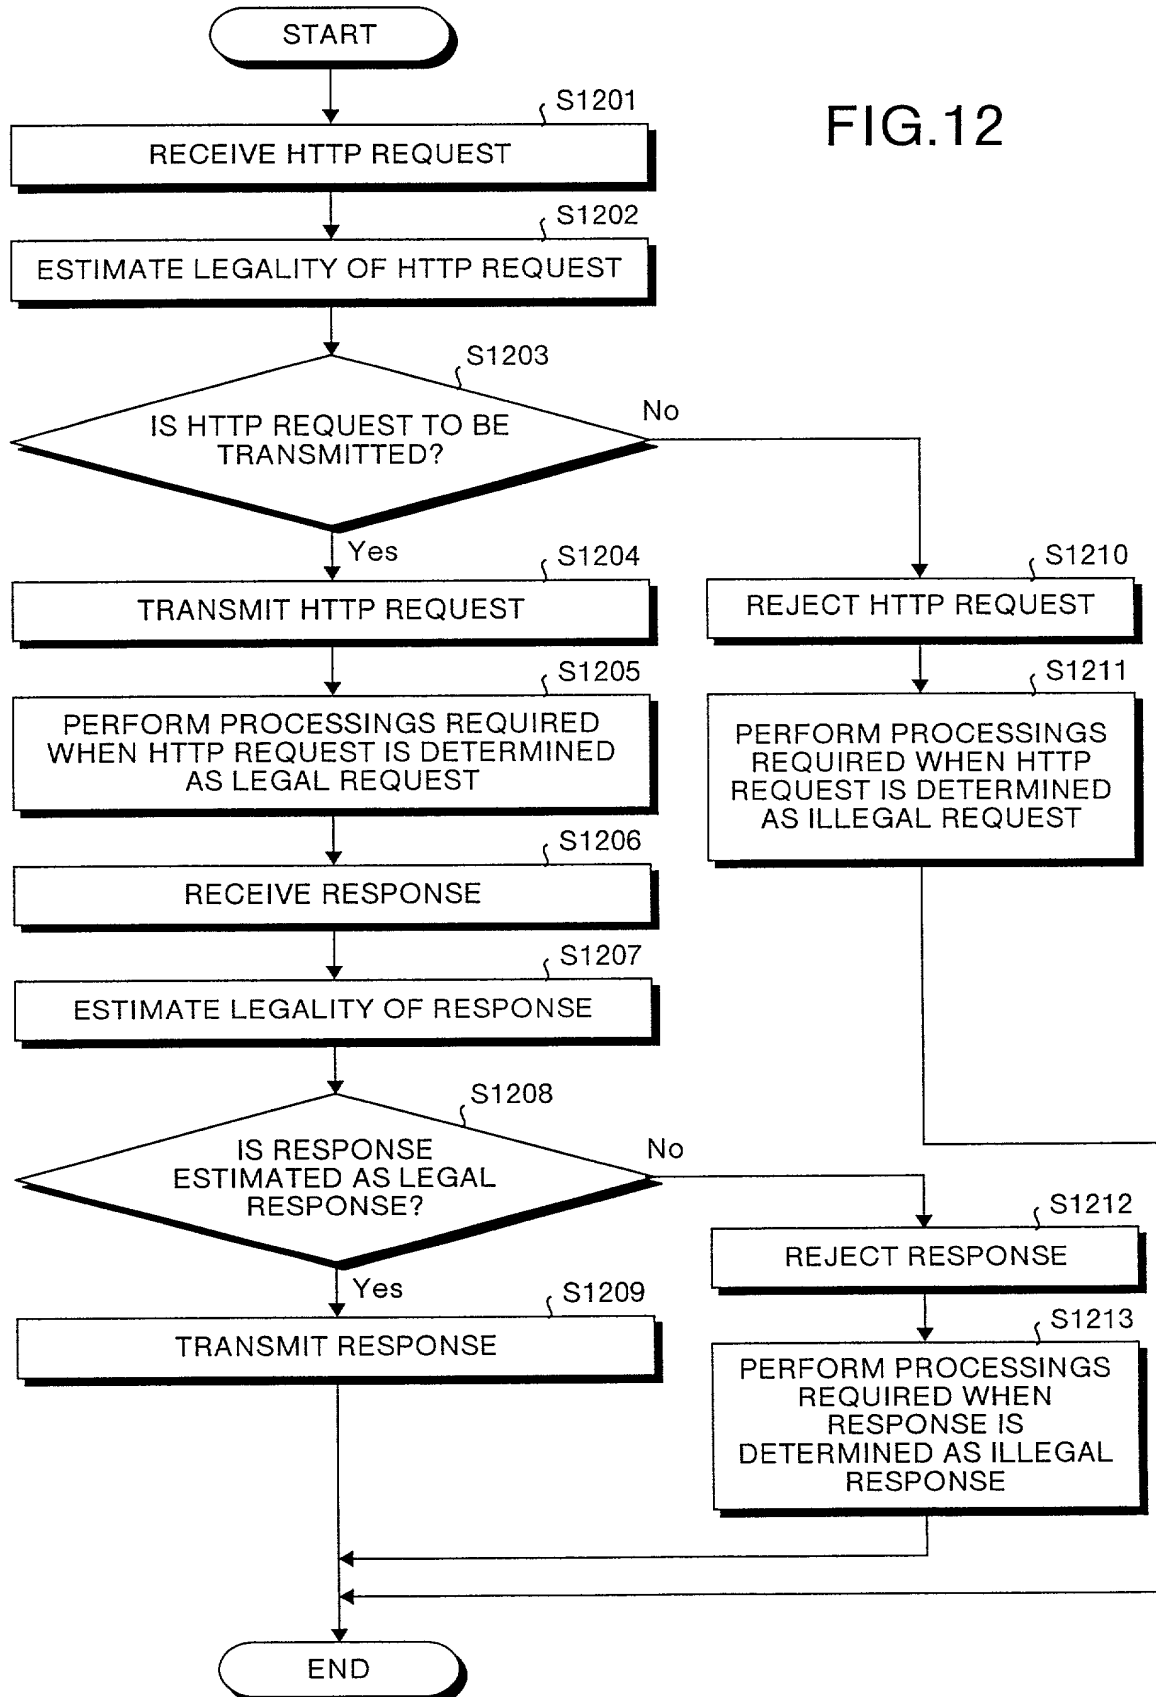 START
FIG.12
S1201
RECEIVE HTTP REQUEST
S1202
ESTIMATE LEGALITY OF HTTP REQUEST
S1203
IS HTTP REQUEST TO BE
TRANSMITTED?
No
Yes
S1204
TRANSMIT HTTP REQUEST
S1210
REJECT HTTP REQUEST
S1205
PERFORM PROCESSINGS REQUIRED
WHEN HTTP REQUEST IS DETERMINED
AS LEGAL REQUEST
S1211
PERFORM PROCESSINGS
REQUIRED WHEN HTTP
REQUEST IS DETERMINED
AS ILLEGAL REQUEST
S1206
RECEIVE RESPONSE
S1207
ESTIMATE LEGALITY OF RESPONSE
S1208
IS RESPONSE
ESTIMATED AS LEGAL
RESPONSE?
No
Yes
S1209
TRANSMIT RESPONSE
S1212
REJECT RESPONSE
S1213
PERFORM PROCESSINGS
REQUIRED WHEN
RESPONSE IS
DETERMINED AS ILLEGAL
RESPONSE
END